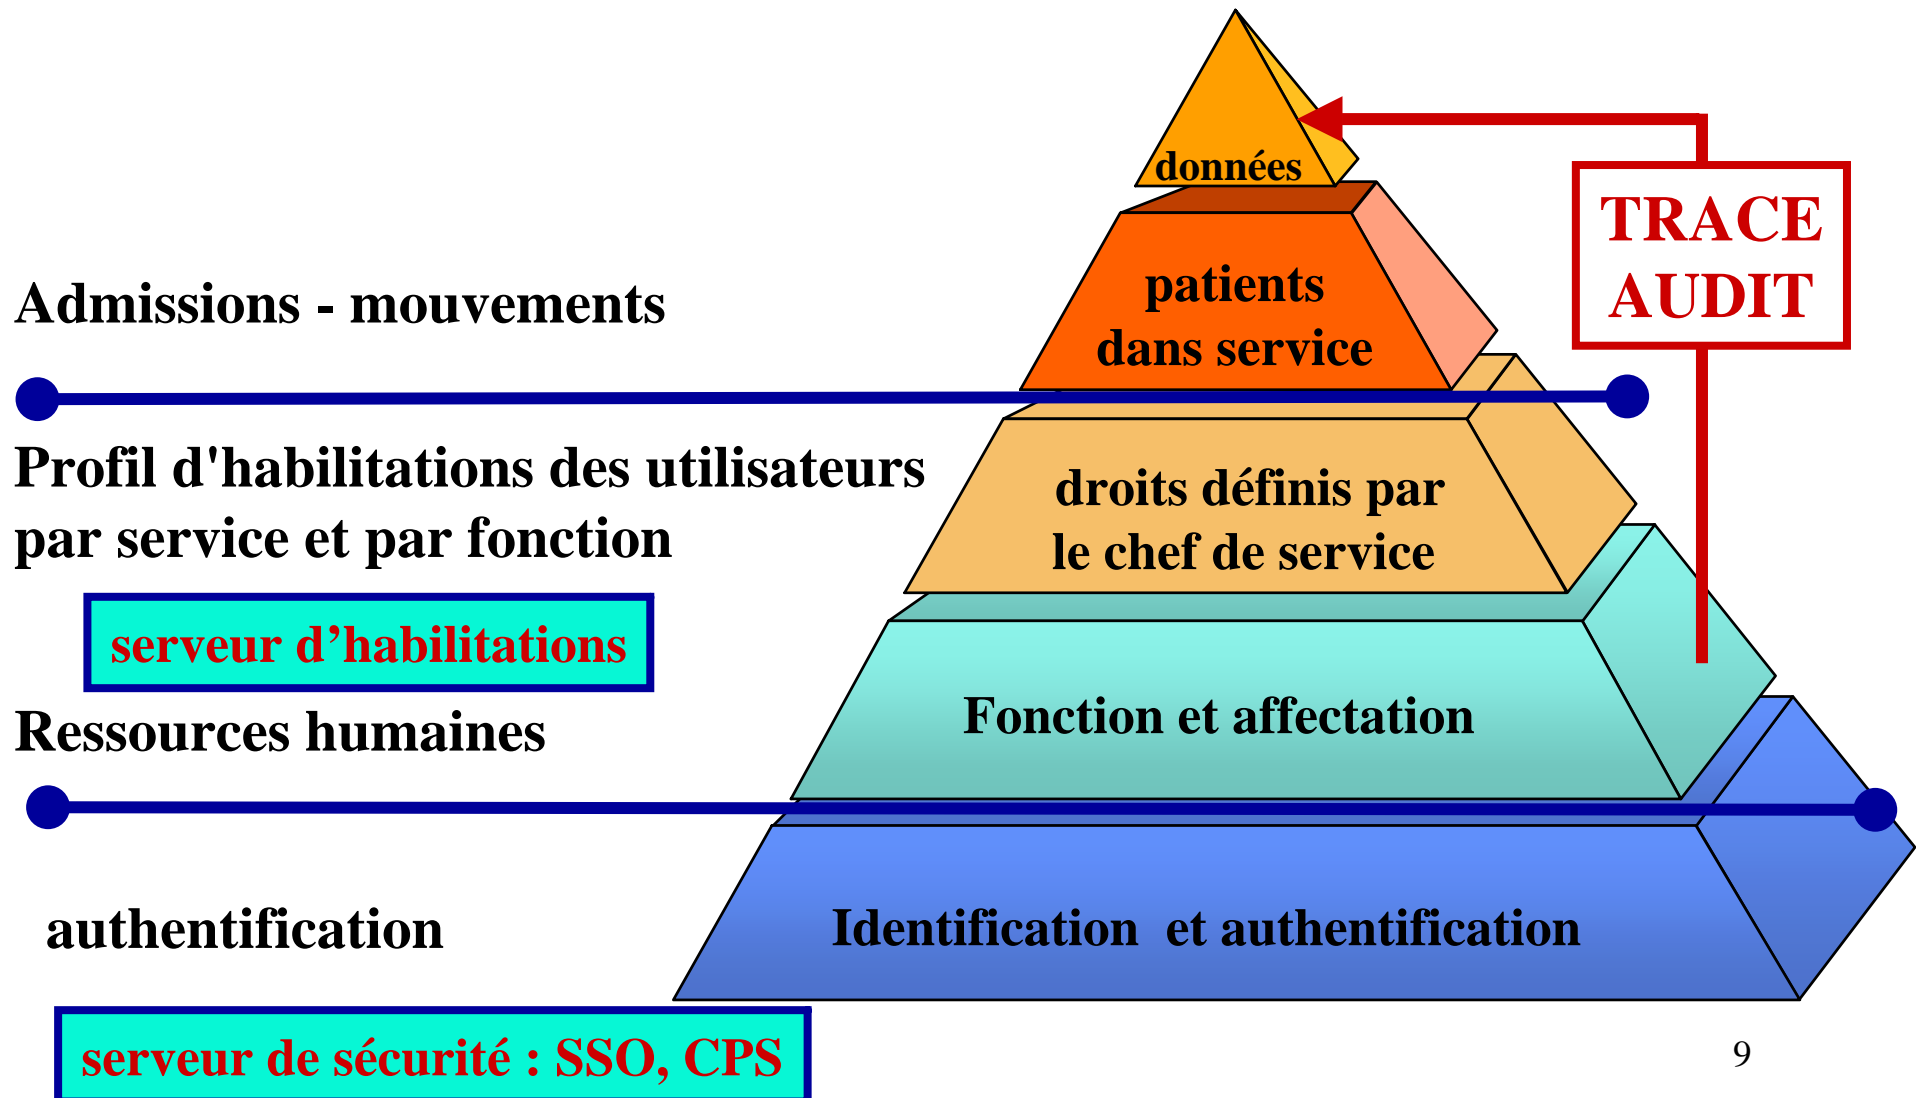 données
TRACE
AUDIT
patients
dans service
Admissions - mouvements
Profil d'habilitations des utilisateurs
par service et par fonction
droits définis par
le chef de service
serveur d’habilitations
Ressources humaines
Fonction et affectation
authentification
Identification et authentification
serveur de sécurité : SSO, CPS
9